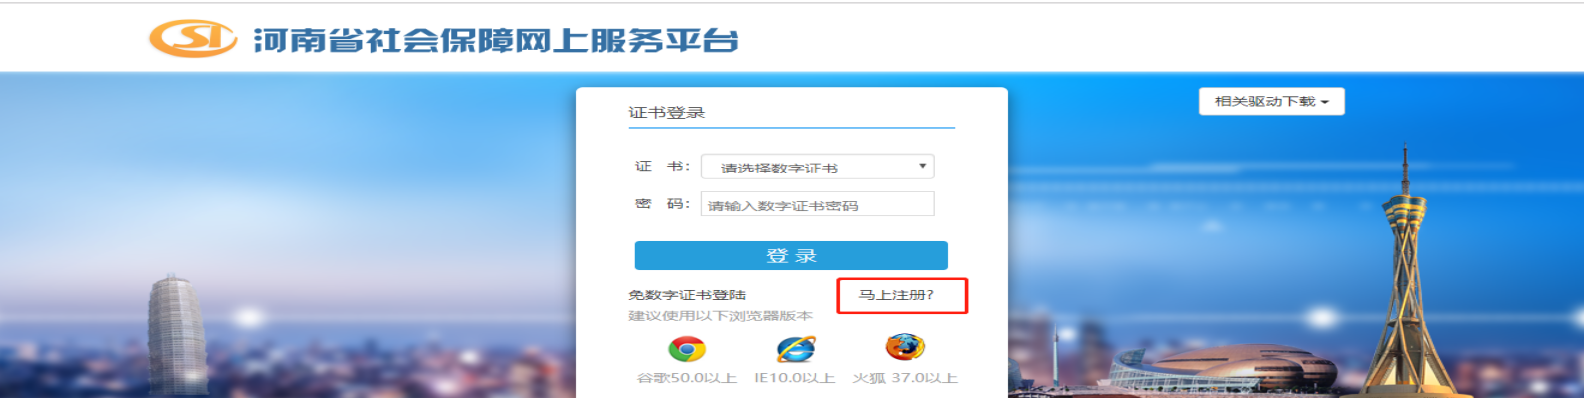 SI 河南省社会保障网上服务平台
相关驱动下载
证书登录
证 书: 请选择数字证书
密 码: 请输入数字证书密码
登 录
免数字证书登陆 马上注册?
建议使用以下浏览器版本
谷歌50.0以上 IE10.0以上 火狐 37.0以上